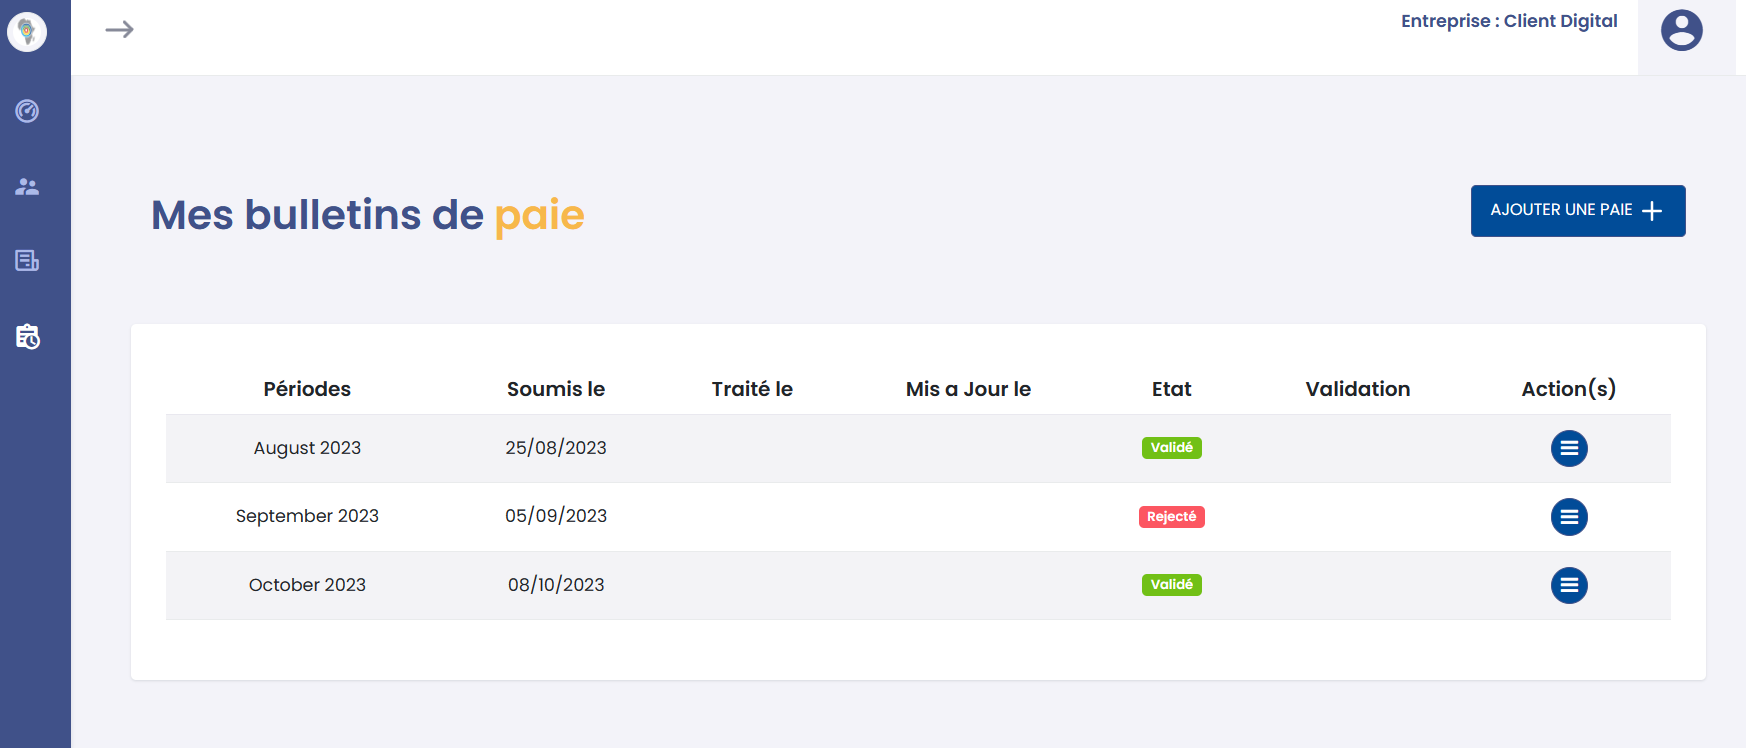 Entreprise : Client Digital
Mes bulletins de paie
AJOUTER UNE PAIE
Périodes Soumis le Traité le Mis a Jour le Etat Validation Action(s)
August 2023 25/08/2023 Validé
September 2023 05/09/2023 Rejecté
October 2023 08/10/2023 Validé